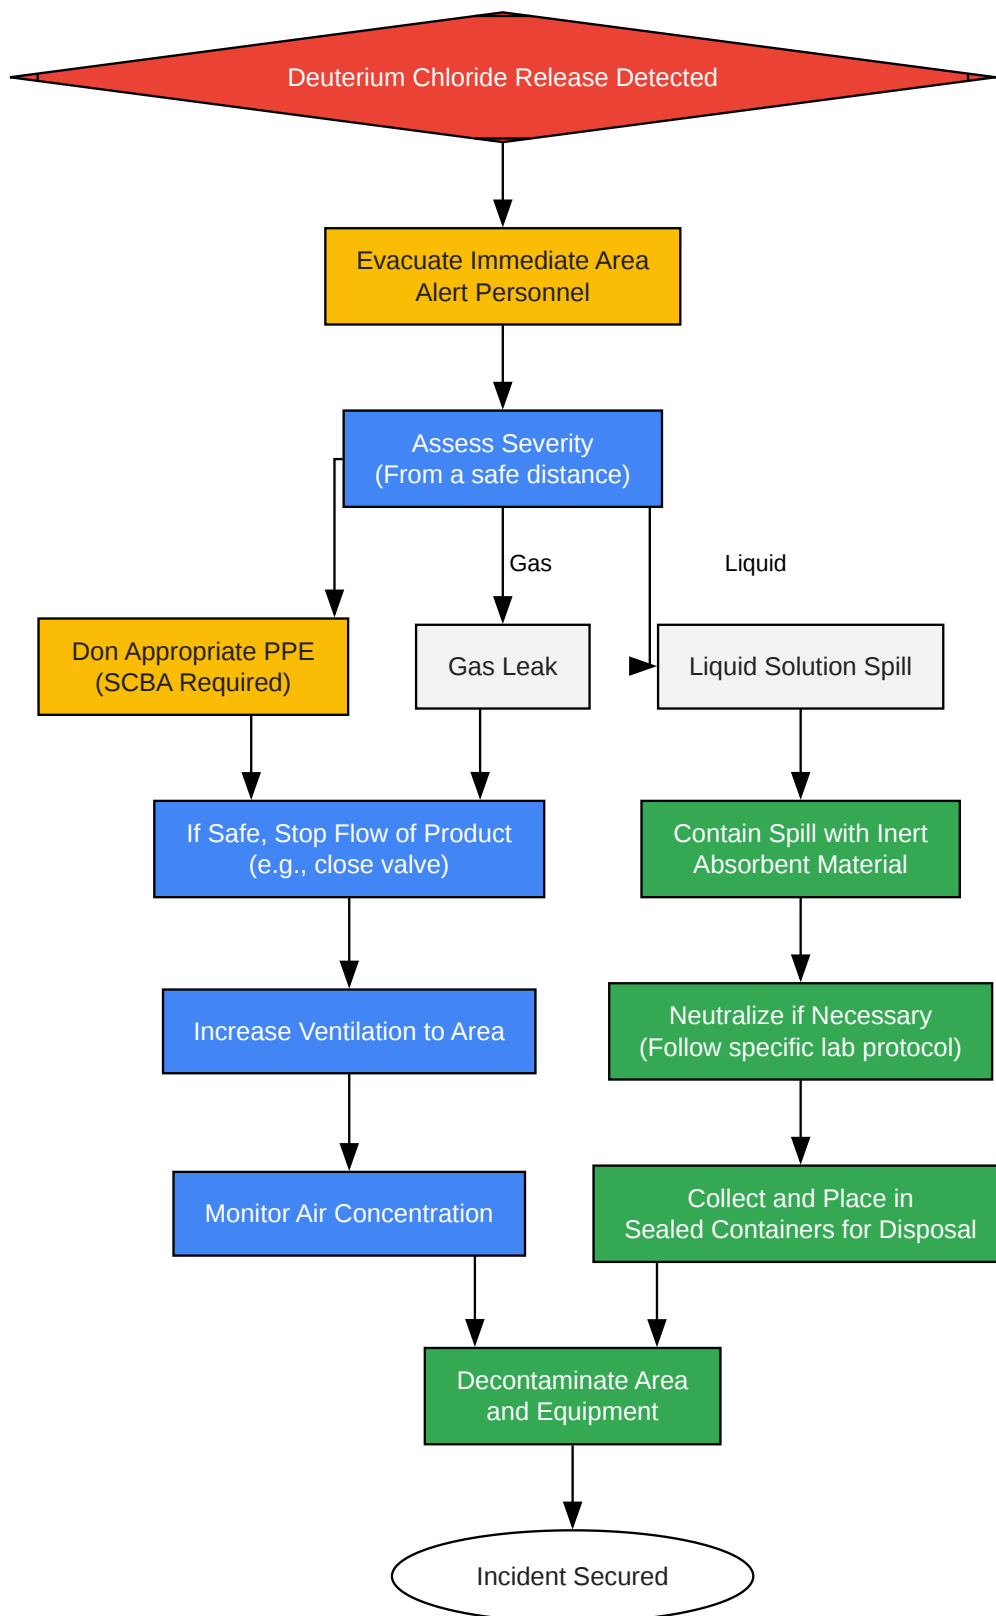 Deuterium Chloride Release Detected
Evacuate Immediate Area
Alert Personnel
Assess Severity
(From a safe distance)
Gas
Liquid
Don Appropriate PPE
(SCBA Required)
Gas Leak
Liquid Solution Spill
If Safe, Stop Flow of Product
(e.g., close valve)
Contain Spill with Inert
Absorbent Material
Increase Ventilation to Area
Neutralize if Necessary
(Follow specific lab protocol)
Monitor Air Concentration
Collect and Place in
Sealed Containers for Disposal
Decontaminate Area
and Equipment
Incident Secured